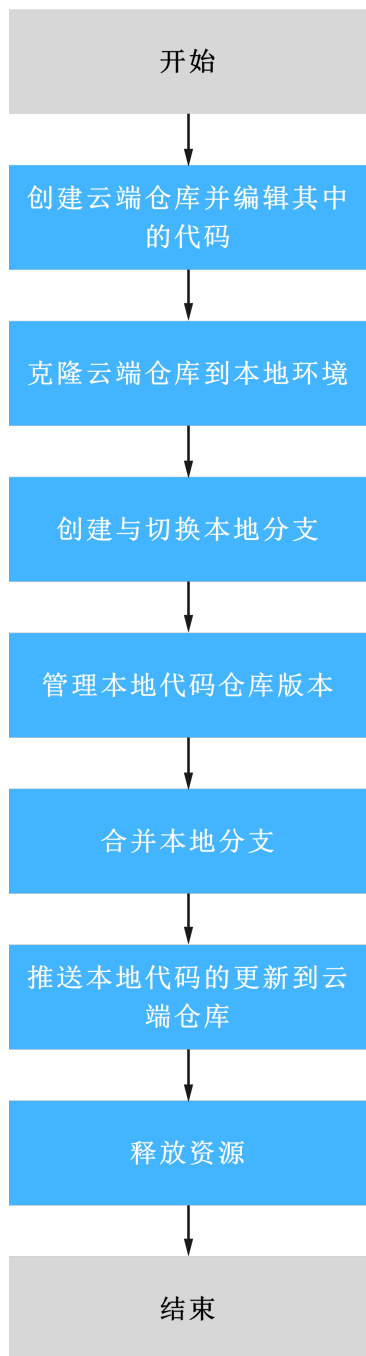 开始
创建云端仓库并编辑其中
的代码
克隆云端仓库到本地环境
创建与切换本地分支
管理本地代码仓库版本
合并本地分支
推送本地代码的更新到云
端仓库
释放资源
结束